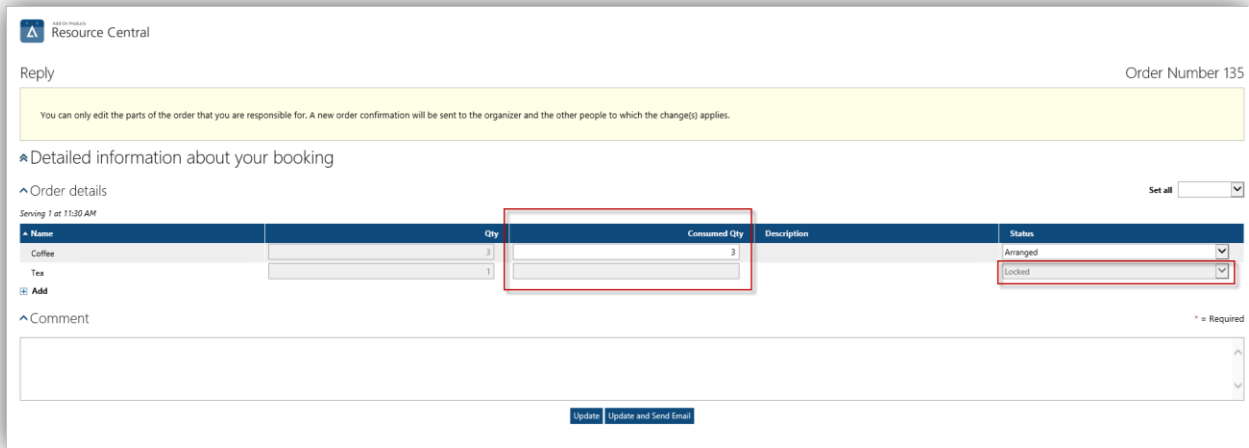 Add-On Products
Resource Central
Reply
Order Number 135
You can only edit the parts of the order that you are responsible for. A new order confirmation will be sent to the organizer and the other people to which the change(s) applies.
Detailed information about your booking
Order details
Set all
Serving 1 at 11:30 AM
Name Qty Consumed Qty Description Status
Coffee 3 3 Arranged
Tea 1 Locked
Add
Comment
* = Required
Update Update and Send Email